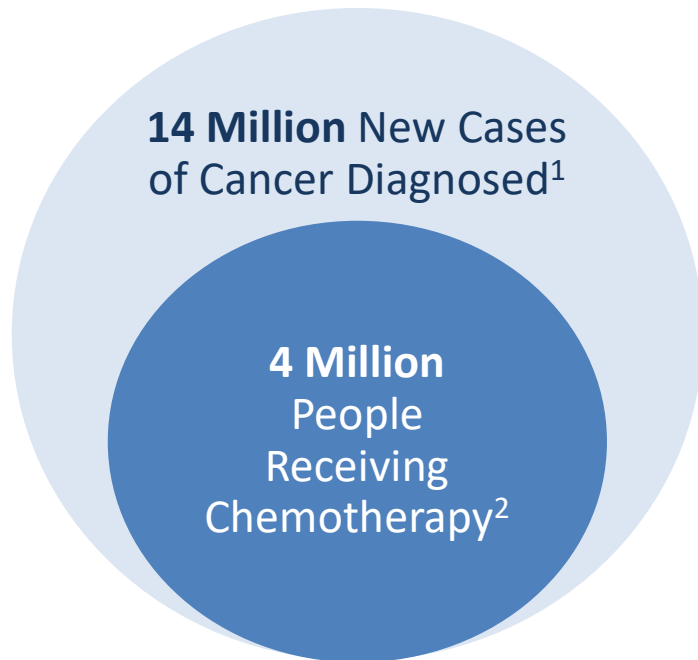 14 Million New Cases
of Cancer Diagnosed¹
4 Million
People
Receiving
Chemotherapy²